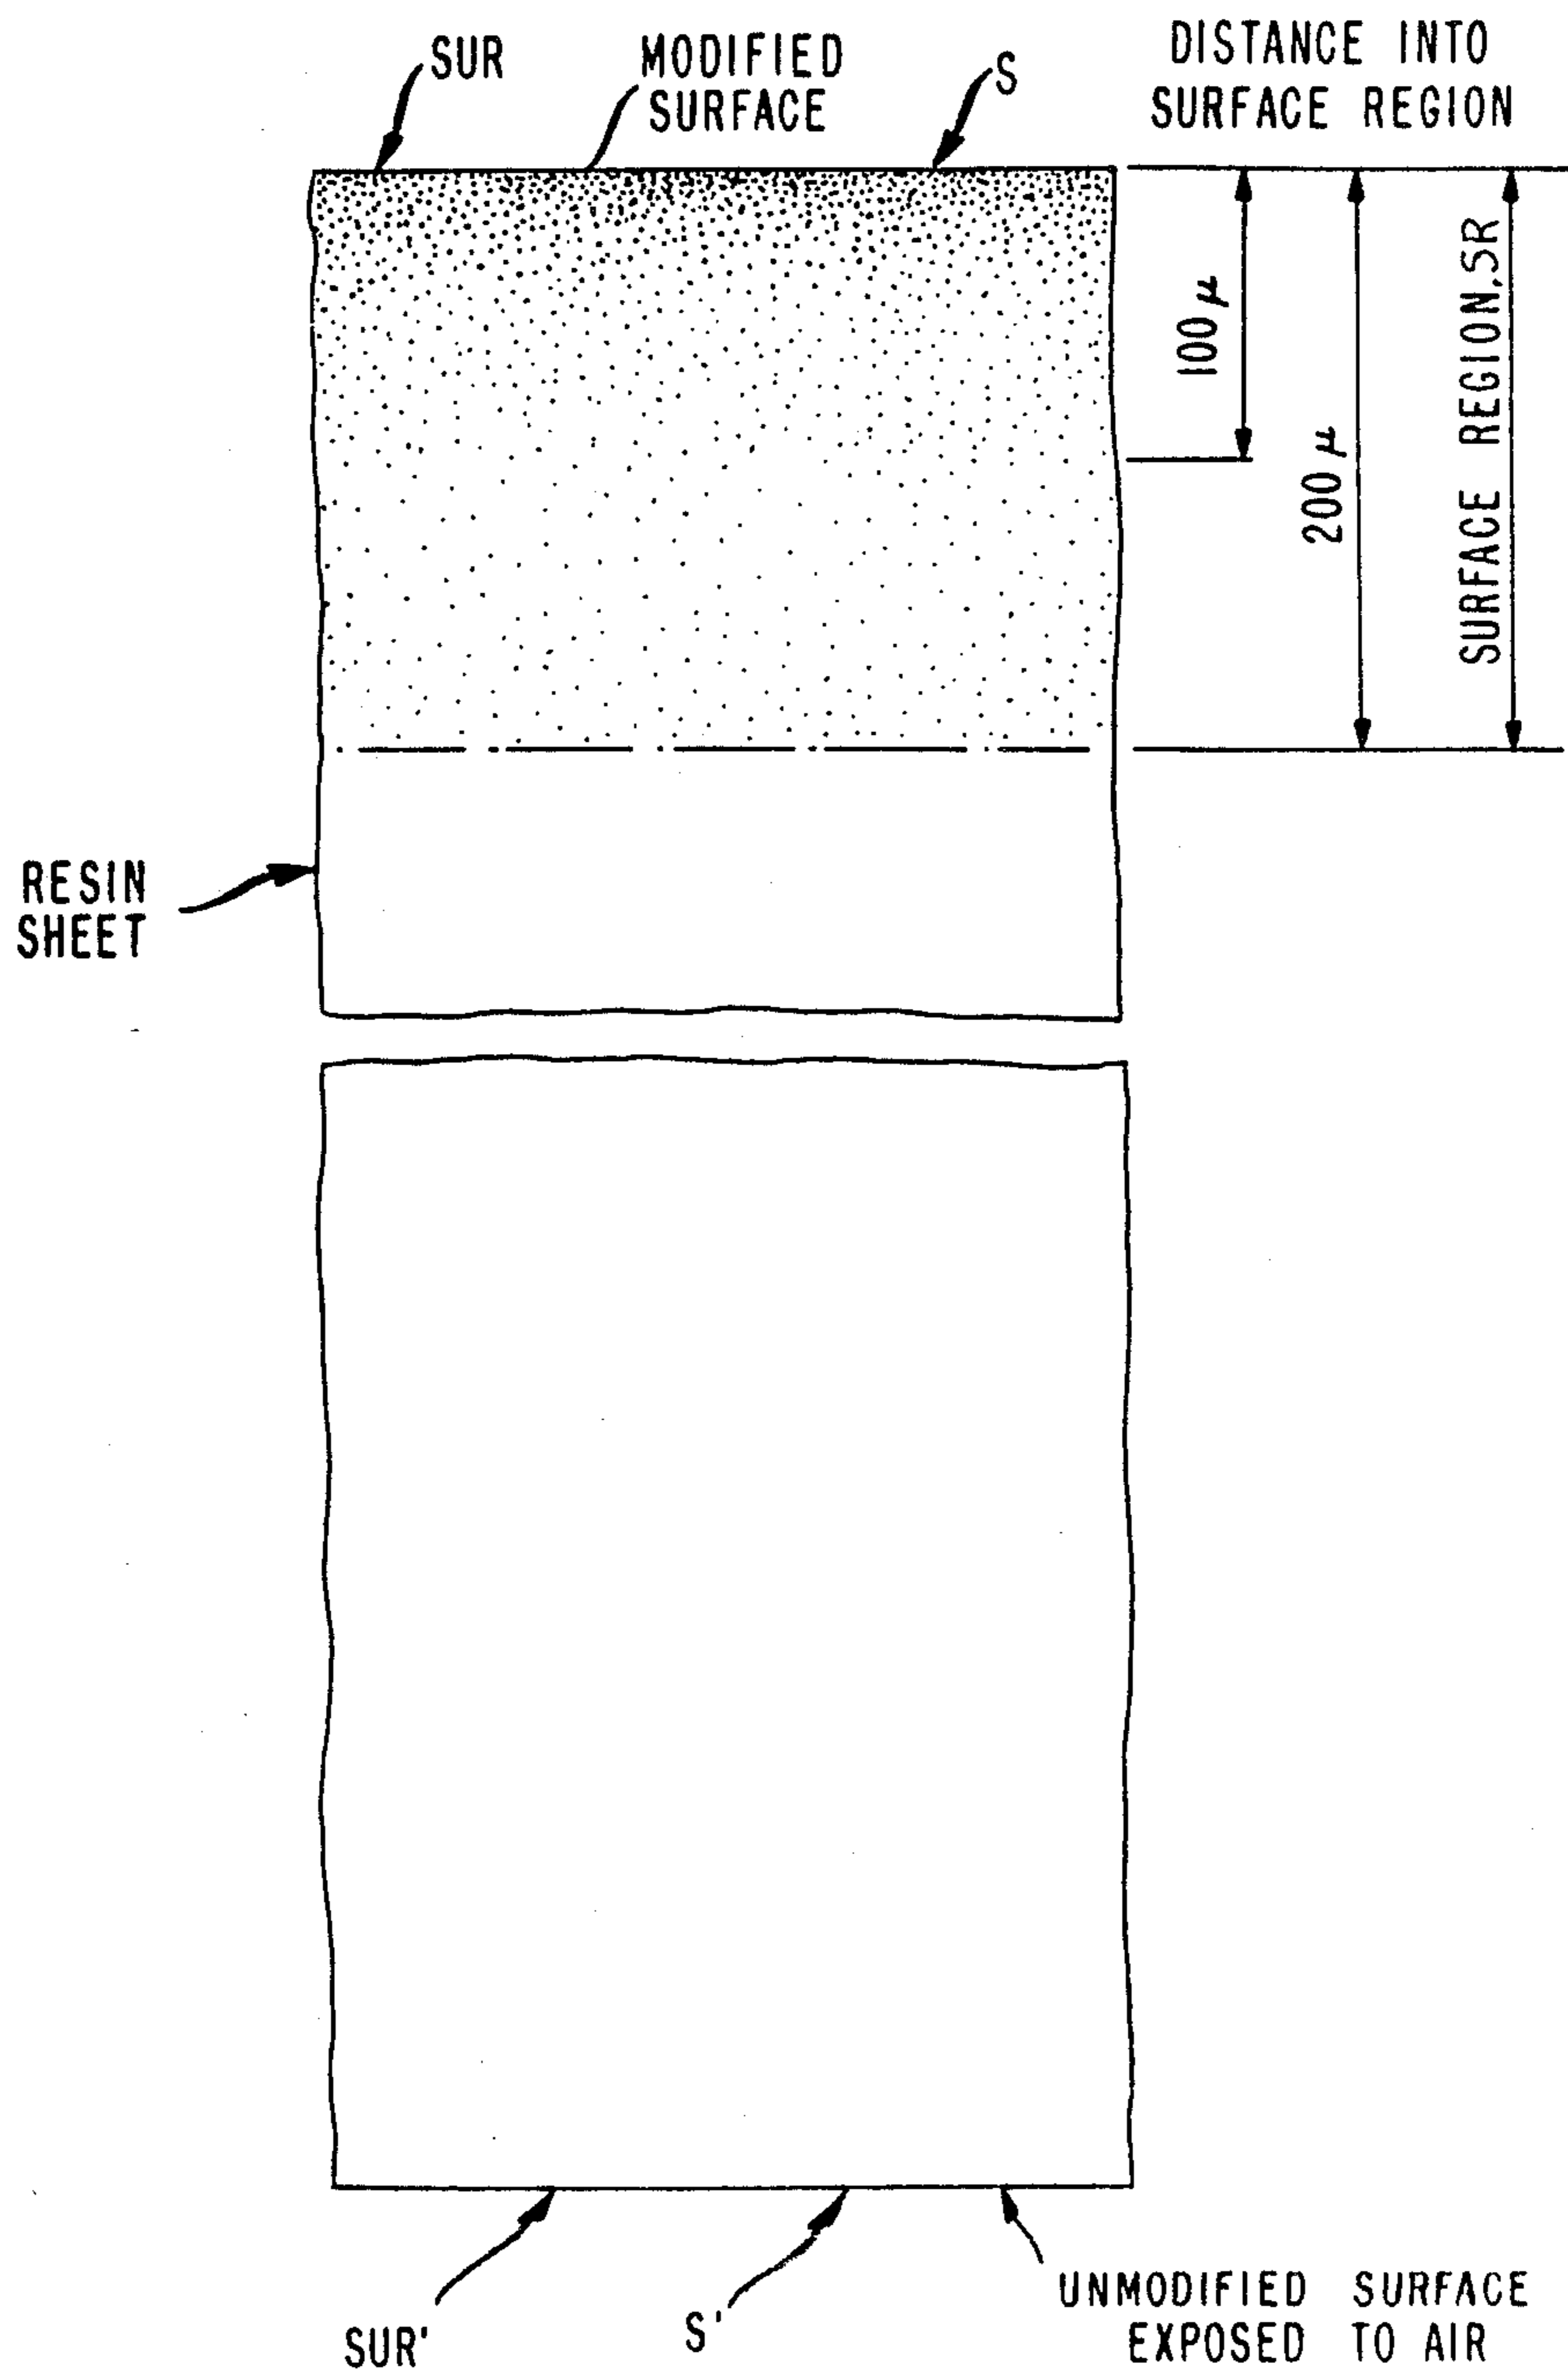 SUR
MODIFIED
SURFACE
S
DISTANCE INTO
SURFACE REGION
100 μ
200 μ
SURFACE REGION, SR
RESIN
SHEET
SUR'
S'
UNMODIFIED SURFACE
EXPOSED TO AIR